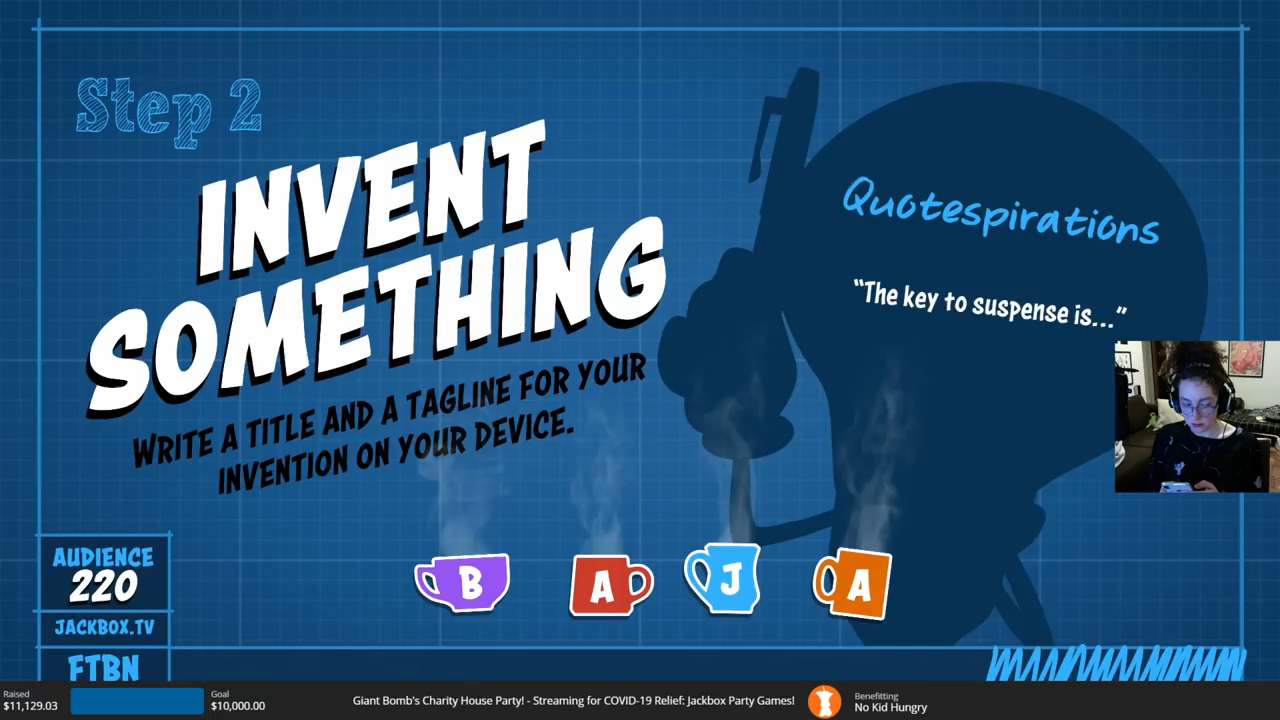 Step 2
INVENT
SOMETHING
WRITE A TITLE AND A TAGLINE FOR YOUR
INVENTION ON YOUR DEVICE.
Quotespirations
“The key to suspense is...”
B
A
J
A
AUDIENCE
220
JACKBOX.TV
FTBN
Raised
$11,129.03
Goal
$10,000.00
Giant Bomb's Charity House Party! - Streaming for COVID-19 Relief: Jackbox Party Games!
Benefitting
No Kid Hungry